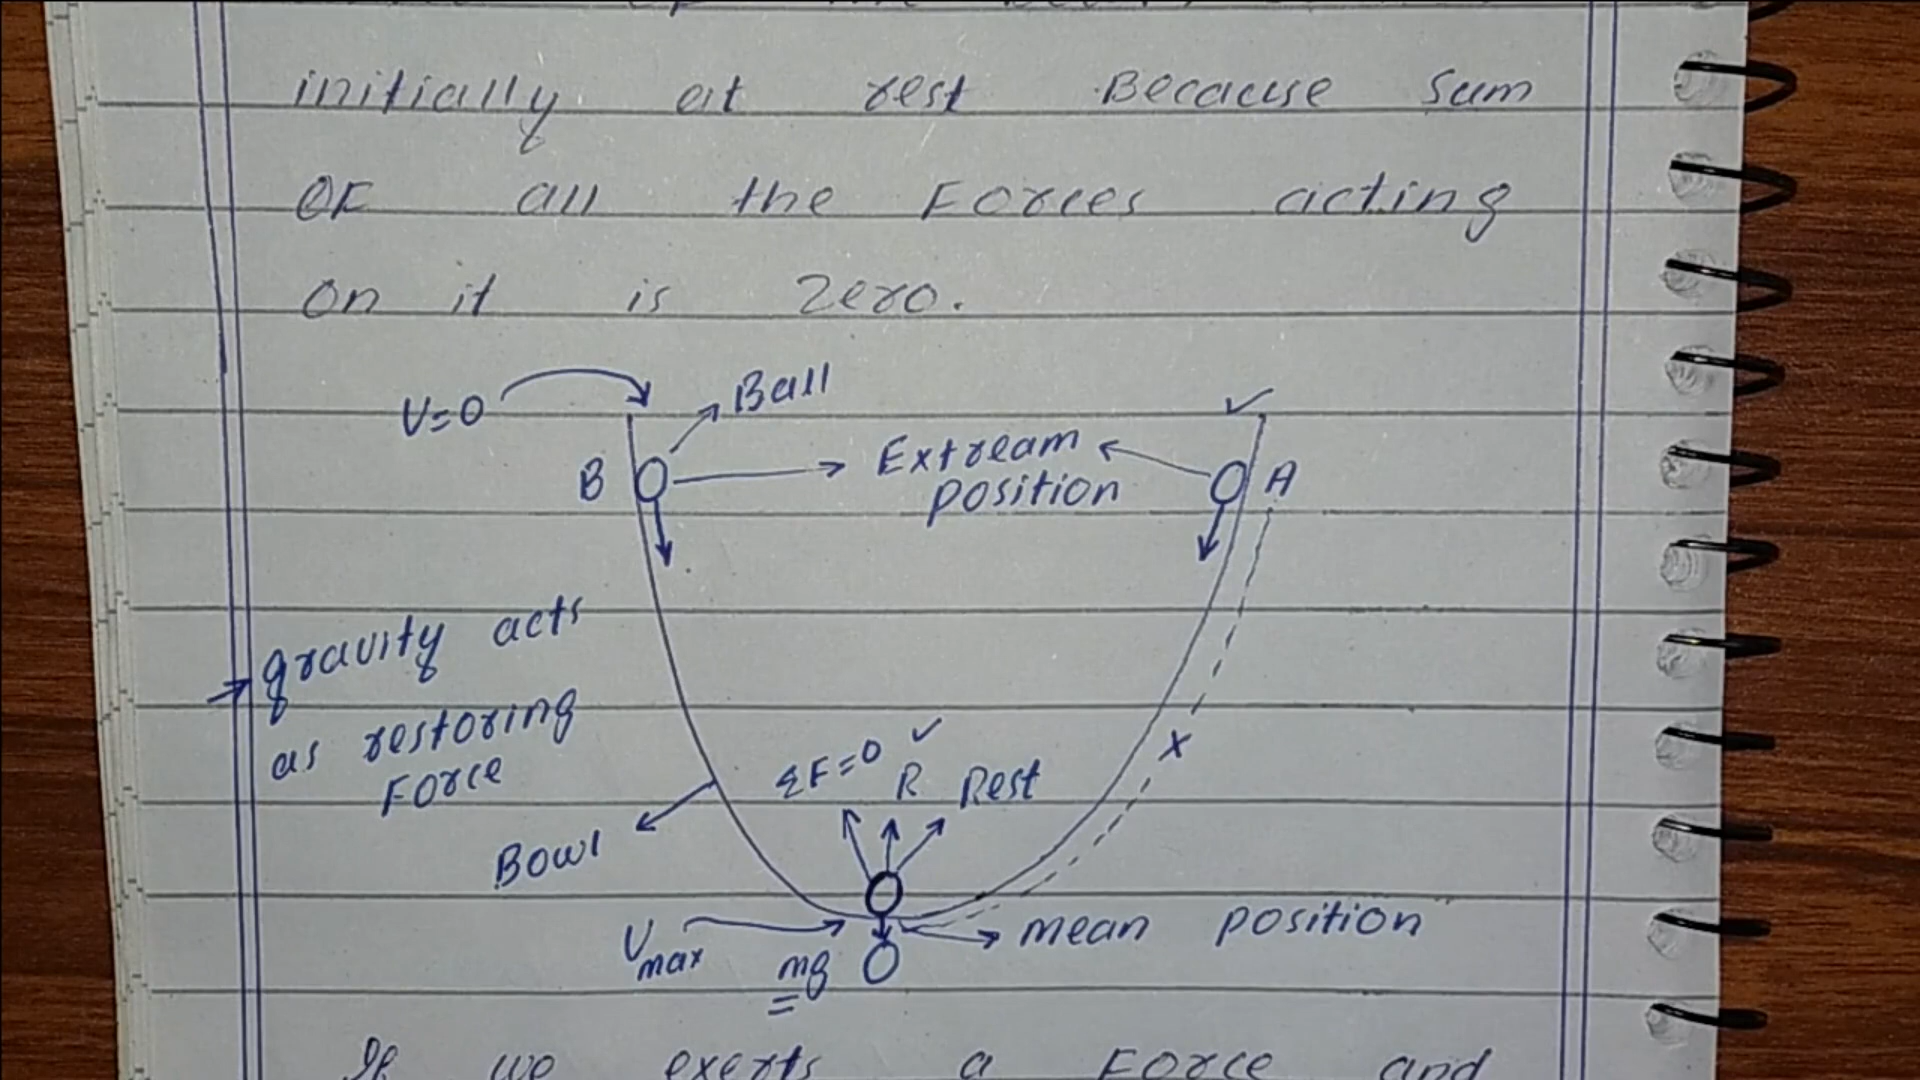 initially at rest Because sum
OF all the Forces acting
on it is zero.
V=0
Ball
B
Extream
position
A
gravity acts
as restoring
Force
x
ΣF=0
R
Rest
Bowl
Vmax
mg
O
mean position
If we exerts a Force and